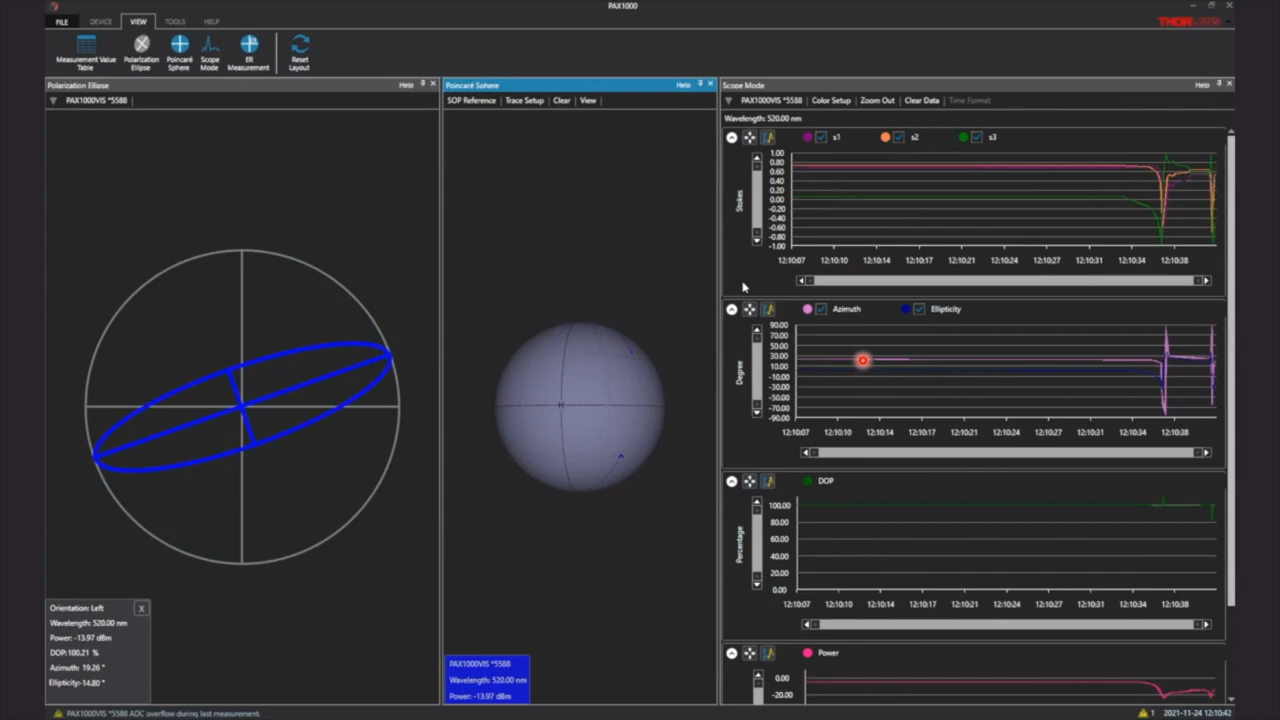 PAX1000
FILE DEVICE VIEW TOOLS HELP
THORLABS
Measurement Value Table
Polarization Ellipse
Poincaré Sphere
Scope Mode
ER Measurement
Reset Layout
Polarization Ellipse Help
PAX1000VIS *5588
Orientation: Left
Wavelength: 520.00 nm
Power: -13.97 dBm
DOP: 100.21 %
Azimuth: 19.26 °
Ellipticity: -14.80 °
Poincaré Sphere Help
SOP Reference Trace Setup Clear View
PAX1000VIS *5588
Wavelength: 520.00 nm
Power: -13.97 dBm
Scope Mode Help
PAX1000VIS *5588 Color Setup Zoom Out Clear Data Time Format
Wavelength: 520.00 nm
s1 s2 s3
Stokes
1.00
0.80
0.60
0.40
0.20
0.00
-0.20
-0.40
-0.60
-0.80
-1.00
12:10:07 12:10:10 12:10:14 12:10:17 12:10:21 12:10:24 12:10:27 12:10:31 12:10:34 12:10:38
Azimuth Ellipticity
Degree
90.00
70.00
50.00
30.00
10.00
-10.00
-30.00
-50.00
-70.00
-90.00
12:10:07 12:10:10 12:10:14 12:10:17 12:10:21 12:10:24 12:10:27 12:10:31 12:10:34 12:10:38
DOP
Percentage
100.00
80.00
60.00
40.00
20.00
0.00
12:10:07 12:10:10 12:10:14 12:10:17 12:10:21 12:10:24 12:10:27 12:10:31 12:10:34 12:10:38
Power
0.00
-20.00
PAX1000VIS *5588 ADC overflow during last measurement.
1 2021-11-24 12:10:42